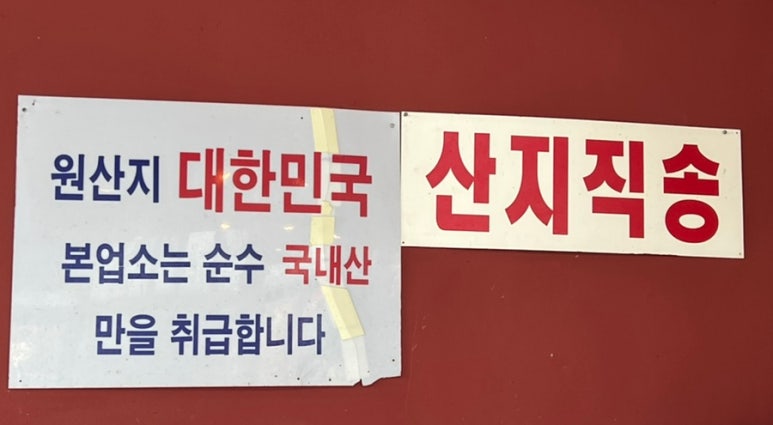 원산지 대한민국
본업소는 순수 국내산
만을 취급합니다
산지직송